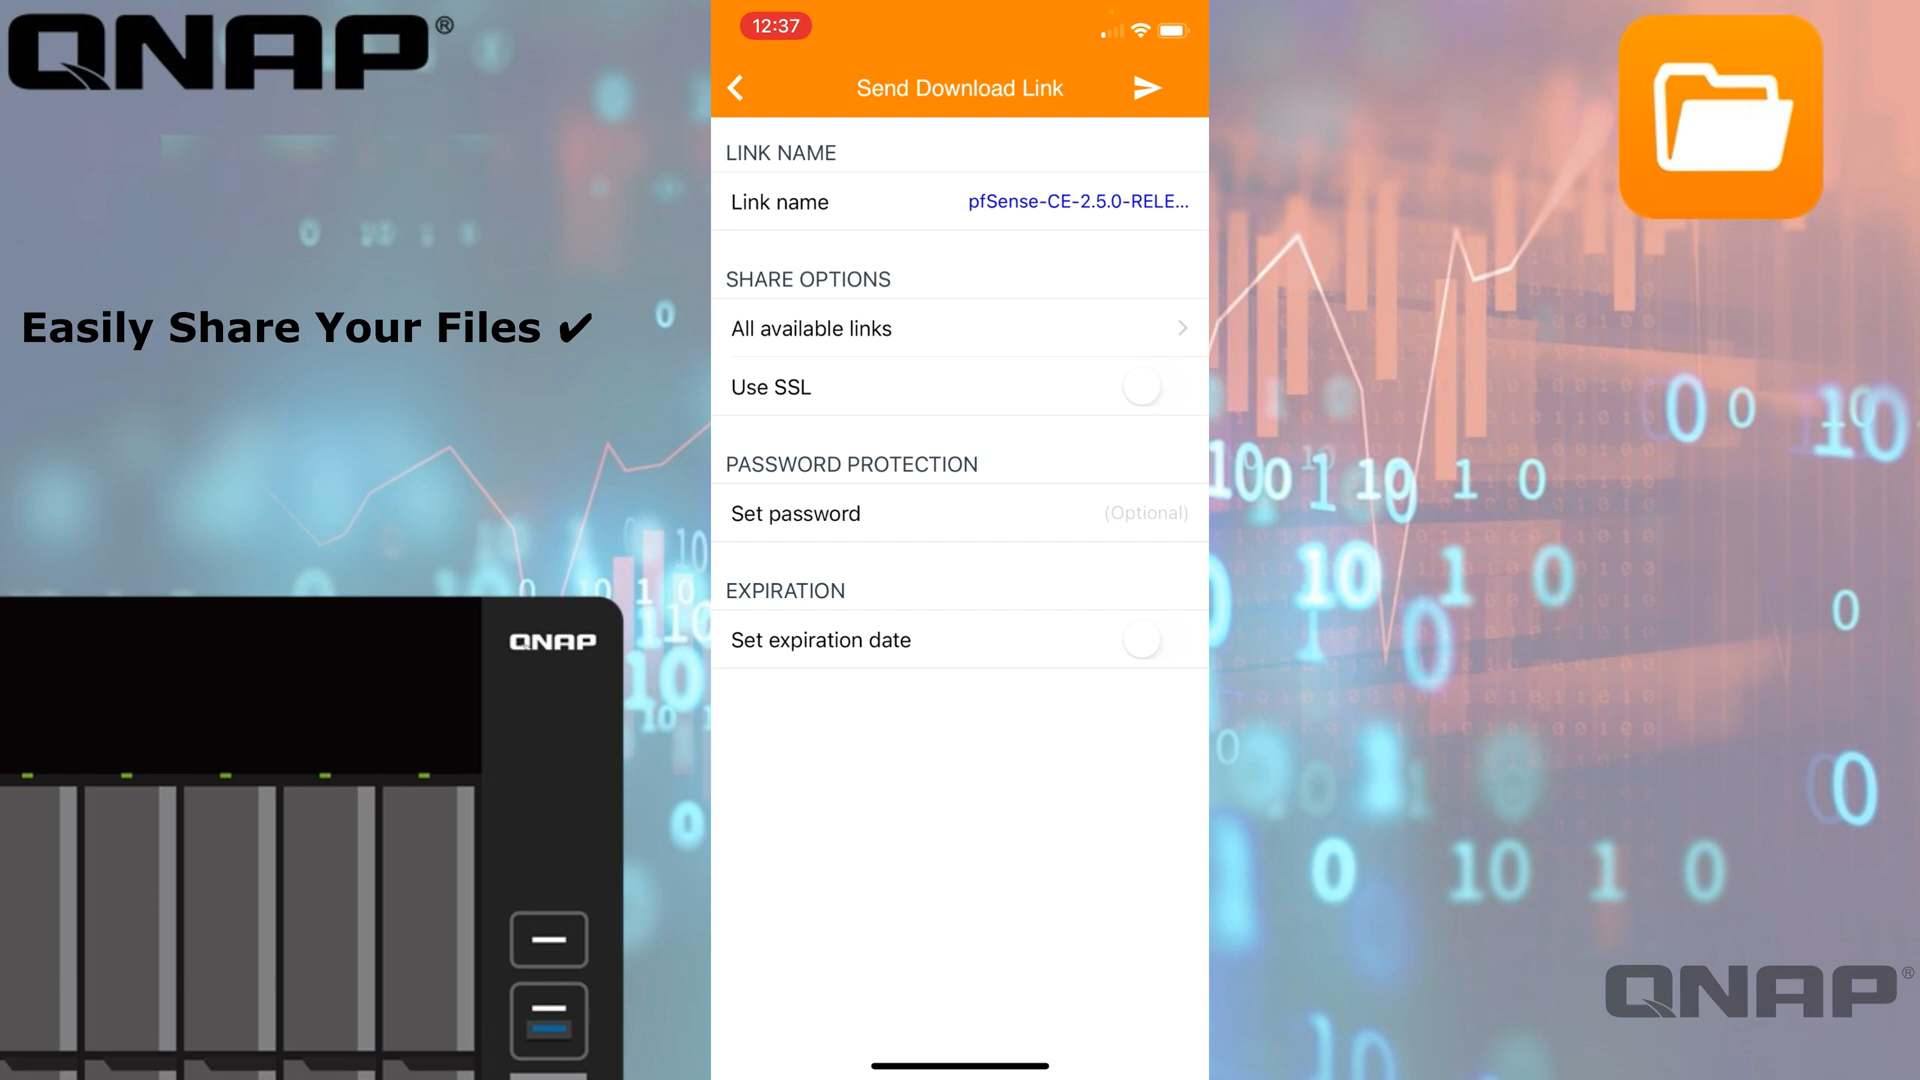 QNAP®
Easily Share Your Files ✔
QNAP
12:37
Send Download Link
LINK NAME
Link name pfSense-CE-2.5.0-RELE...
SHARE OPTIONS
All available links
Use SSL
PASSWORD PROTECTION
Set password (Optional)
EXPIRATION
Set expiration date
QNAP®